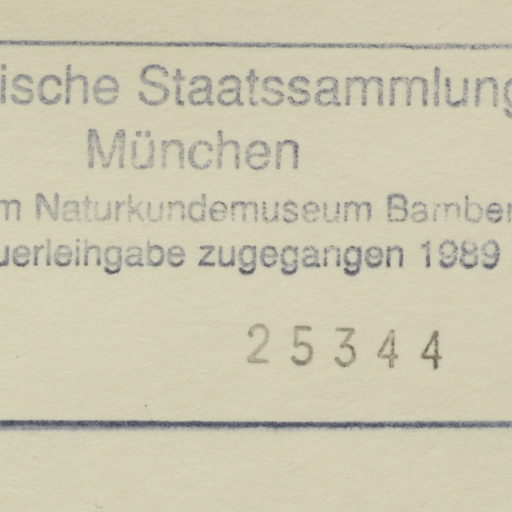 ische Staatssammlung
München
m Naturkundemuseum Bamber
uerleihgabe zugegangen 1989
25344